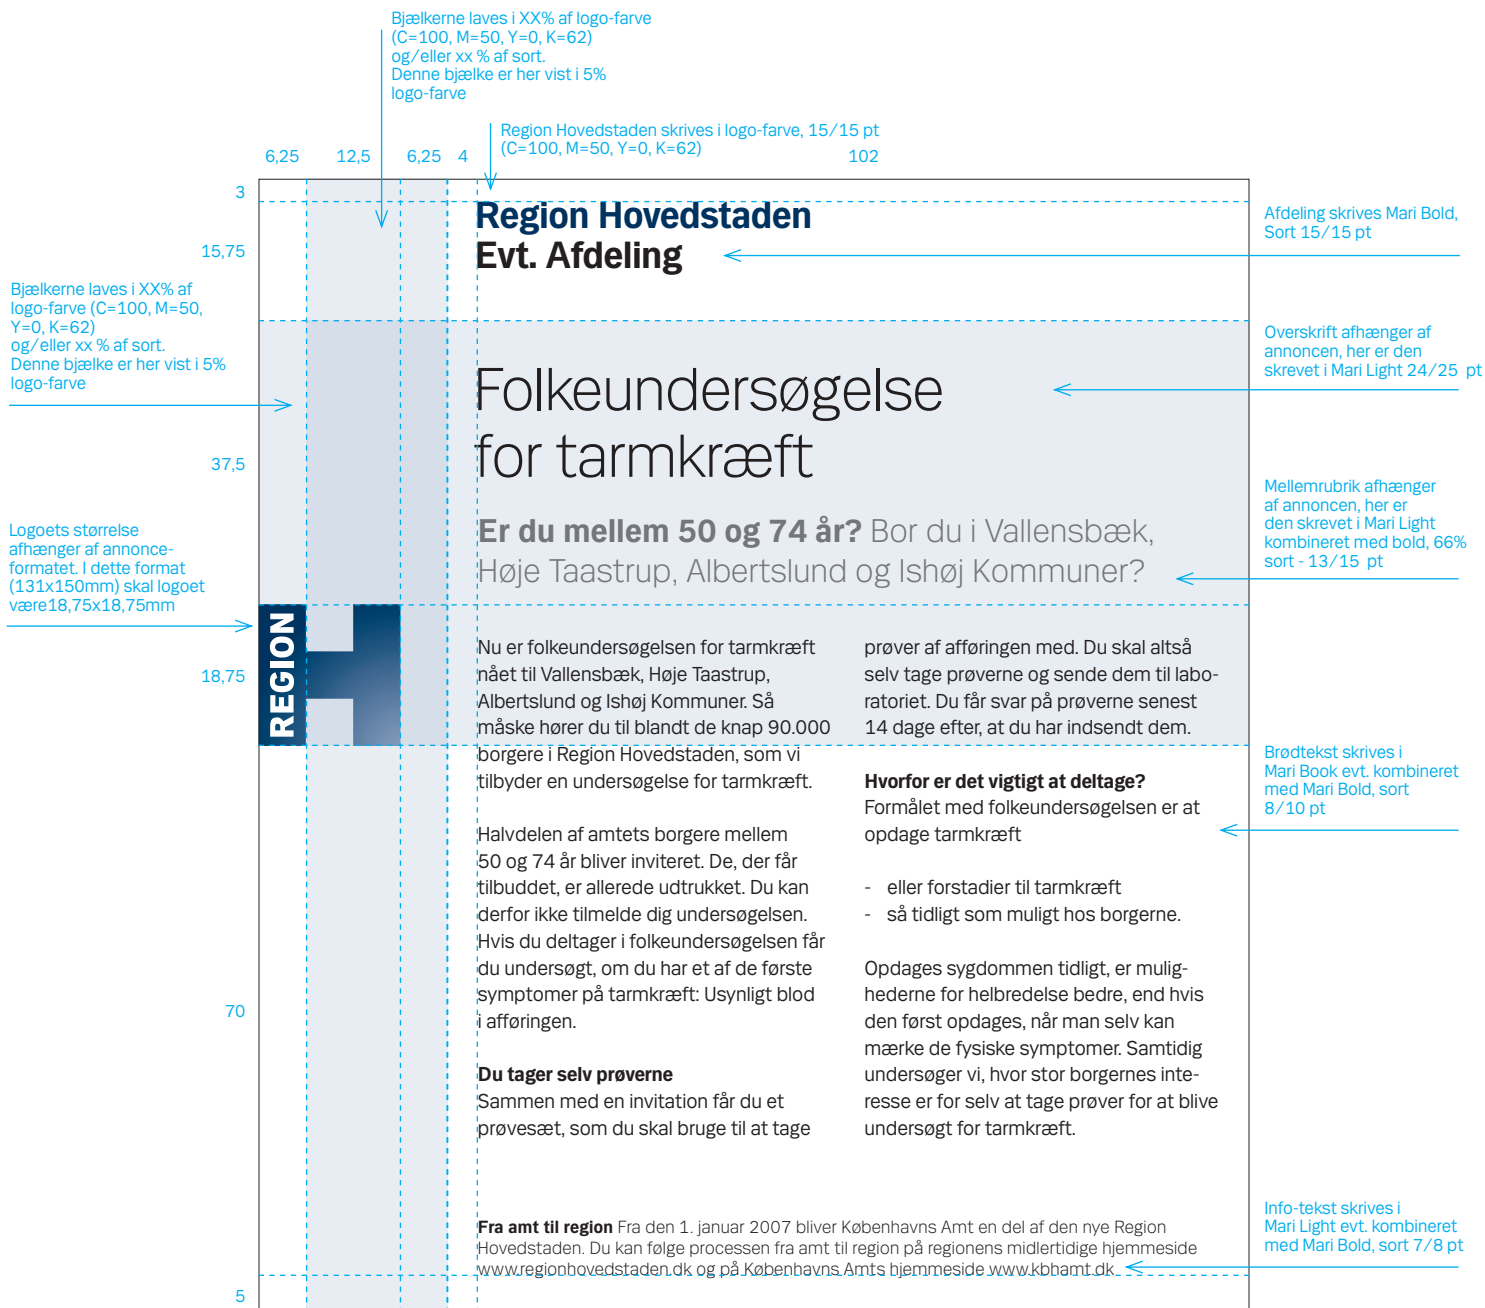 Bjælkerne laves i XX% af logo-farve
(C=100, M=50, Y=0, K=62)
og/eller xx % af sort.
Denne bjælke er her vist i 5%
logo-farve
Region Hovedstaden skrives i logo-farve, 15/15 pt
(C=100, M=50, Y=0, K=62)
6,25 12,5 6,25 4 102
3
15,75
37,5
18,75
70
5
Bjælkerne laves i XX% af
logo-farve (C=100, M=50,
Y=0, K=62)
og/eller xx % af sort.
Denne bjælke er her vist i 5%
logo-farve
Logoets størrelse
afhænger af annonce-
formatet. I dette format
(131x150mm) skal logoet
være18,75x18,75mm
REGION
Region Hovedstaden
Evt. Afdeling
Folkeundersøgelse
for tarmkræft
Er du mellem 50 og 74 år? Bor du i Vallensbæk,
Høje Taastrup, Albertslund og Ishøj Kommuner?
Nu er folkeundersøgelsen for tarmkræft
nået til Vallensbæk, Høje Taastrup,
Albertslund og Ishøj Kommuner. Så
måske hører du til blandt de knap 90.000
borgere i Region Hovedstaden, som vi
tilbyder en undersøgelse for tarmkræft.
Halvdelen af amtets borgere mellem
50 og 74 år bliver inviteret. De, der får
tilbuddet, er allerede udtrukket. Du kan
derfor ikke tilmelde dig undersøgelsen.
Hvis du deltager i folkeundersøgelsen får
du undersøgt, om du har et af de første
symptomer på tarmkræft: Usynligt blod
i afføringen.
Du tager selv prøverne
Sammen med en invitation får du et
prøvesæt, som du skal bruge til at tage
prøver af afføringen med. Du skal altså
selv tage prøverne og sende dem til labo-
ratoriet. Du får svar på prøverne senest
14 dage efter, at du har indsendt dem.
Hvorfor er det vigtigt at deltage?
Formålet med folkeundersøgelsen er at
opdage tarmkræft
- eller forstadier til tarmkræft
- så tidligt som muligt hos borgerne.
Opdages sygdommen tidligt, er mulig-
hederne for helbredelse bedre, end hvis
den først opdages, når man selv kan
mærke de fysiske symptomer. Samtidig
undersøger vi, hvor stor borgernes inte-
resse er for selv at tage prøver for at blive
undersøgt for tarmkræft.
Fra amt til region Fra den 1. januar 2007 bliver Københavns Amt en del af den nye Region
Hovedstaden. Du kan følge processen fra amt til region på regionens midlertidige hjemmeside
www.regionhovedstaden.dk og på Københavns Amts hjemmeside www.kbhamt.dk
Afdeling skrives Mari Bold,
Sort 15/15 pt
Overskrift afhænger af
annoncen, her er den
skrevet i Mari Light 24/25 pt
Mellemrubrik afhænger
af annoncen, her er
den skrevet i Mari Light
kombineret med bold, 66%
sort - 13/15 pt
Brødtekst skrives i
Mari Book evt. kombineret
med Mari Bold, sort
8/10 pt
Info-tekst skrives i
Mari Light evt. kombineret
med Mari Bold, sort 7/8 pt